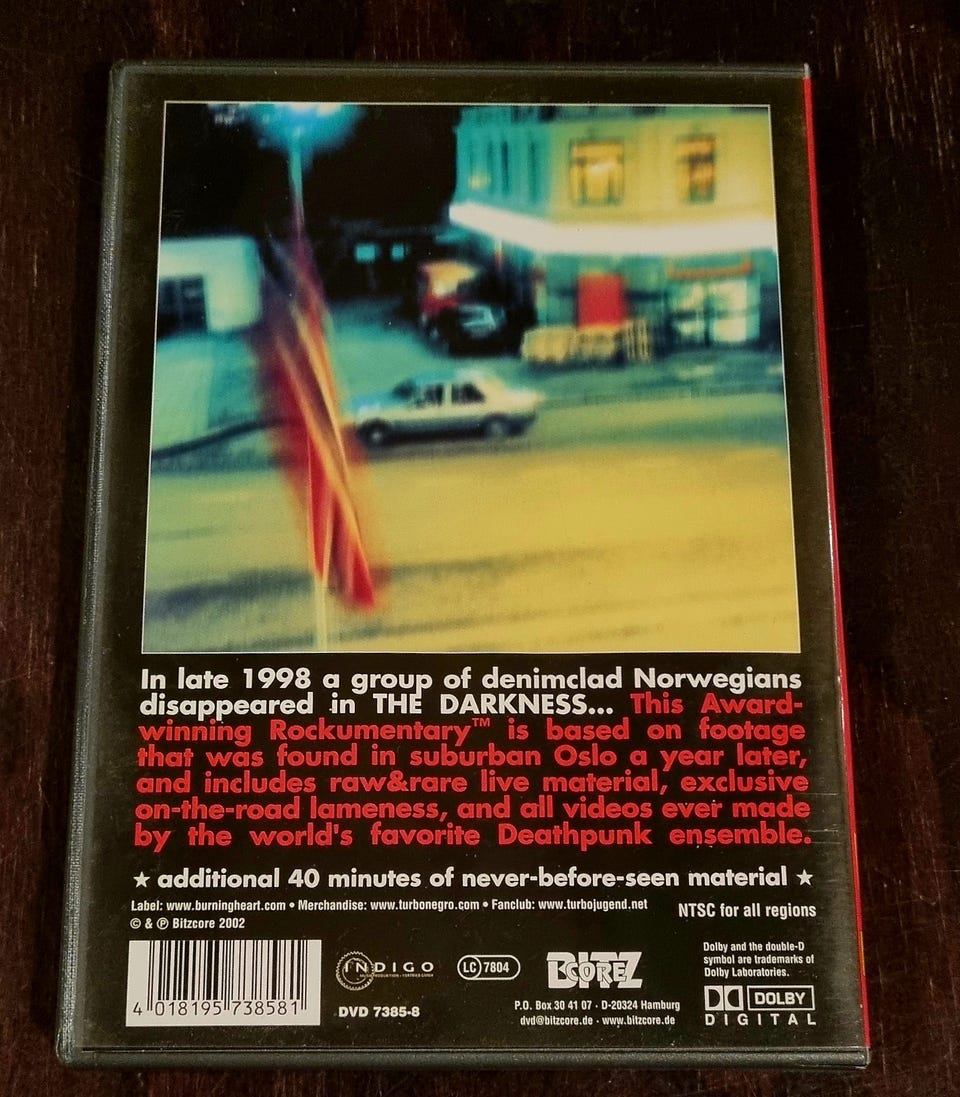 In late 1998 a group of denimclad Norwegians
disappeared in THE DARKNESS... This Award-
winning Rockumentary™ is based on footage
that was found in suburban Oslo a year later,
and includes raw&rare live material, exclusive
on-the-road lameness, and all videos ever made
by the world's favorite Deathpunk ensemble.
★ additional 40 minutes of never-before-seen material ★
Label: www.burningheart.com • Merchandise: www.turbonegro.com • Fanclub: www.turbojugend.net
NTSC for all regions
© & ℗ Bitzcore 2002
4 018195 738581
INDIGO
MUSIKPRODUKTION + VERTRIEB GMBH
DVD 7385-8
LC 7804
BITZCORE
P.O. Box 30 41 07 · D-20324 Hamburg
dvd@bitzcore.de · www.bitzcore.de
Dolby and the double-D
symbol are trademarks of
Dolby Laboratories.
DOLBY
DIGITAL